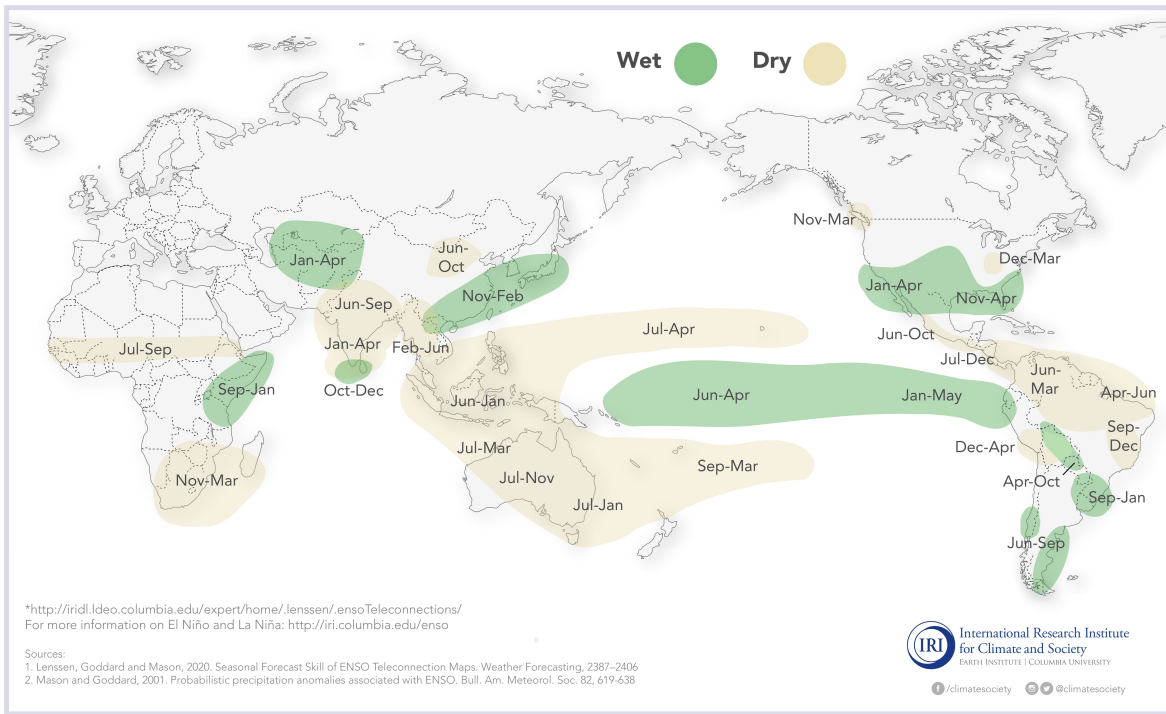 Wet
Dry
Nov-Mar
Jan-Apr
Jun-
Oct
Dec-Mar
Jan-Apr
Nov-Feb
Nov-Apr
Jun-Sep
Jul-Apr
Jun-Oct
Jul-Sep
Jan-Apr
Feb-Jun
Jul-Dec
Jun-
Mar
Sep-Jan
Oct-Dec
Jun-Jan
Jun-Apr
Jan-May
Apr-Jun
Sep-
Dec
Jul-Mar
Dec-Apr
Nov-Mar
Jul-Nov
Sep-Mar
Apr-Oct
Jul-Jan
Sep-Jan
Jun-Sep
*http://iridl.ldeo.columbia.edu/expert/home/.lenssen/.ensoTeleconnections/
For more information on El Niño and La Niña: http://iri.columbia.edu/enso
Sources:
1. Lenssen, Goddard and Mason, 2020. Seasonal Forecast Skill of ENSO Teleconnection Maps. Weather Forecasting, 2387–2406
2. Mason and Goddard, 2001. Probabilistic precipitation anomalies associated with ENSO. Bull. Am. Meteorol. Soc. 82, 619-638
IRI
International Research Institute
for Climate and Society
EARTH INSTITUTE | COLUMBIA UNIVERSITY
/climatesociety
@climatesociety